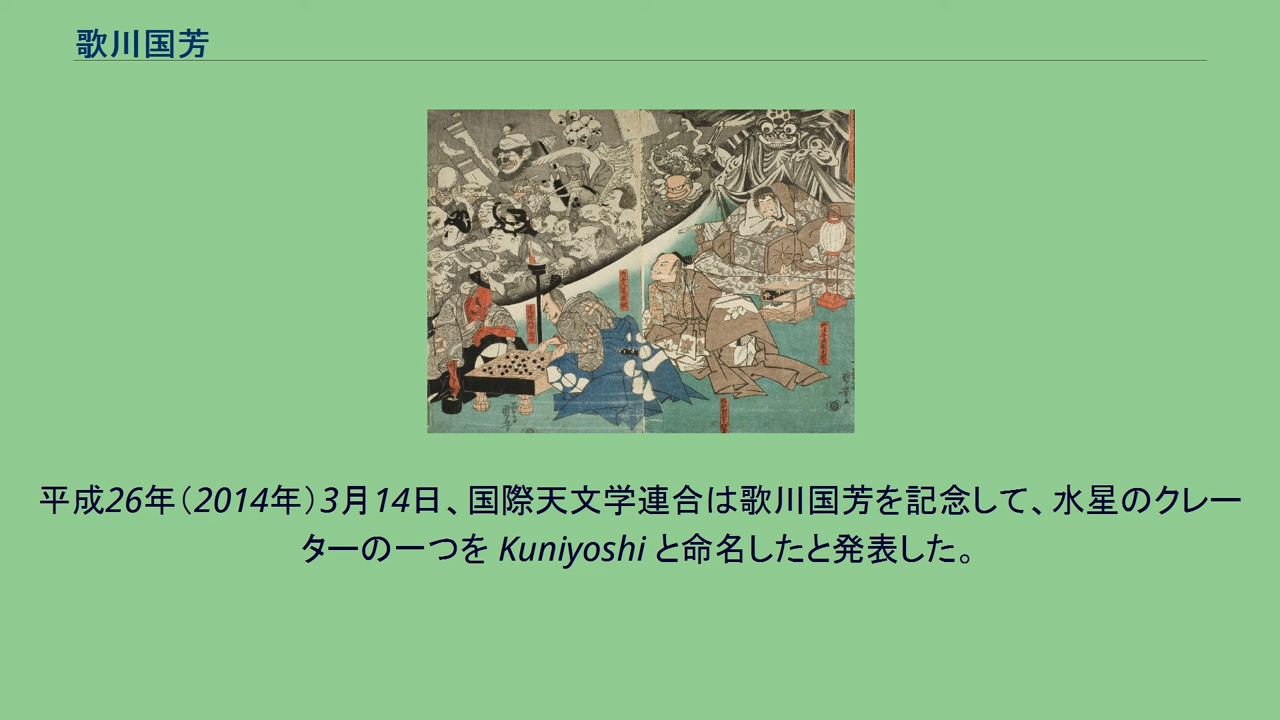 歌川国芳
平成26年（2014年）3月14日、国際天文学連合は歌川国芳を記念して、水星のクレー
ターの一つを Kuniyoshi と命名したと発表した。